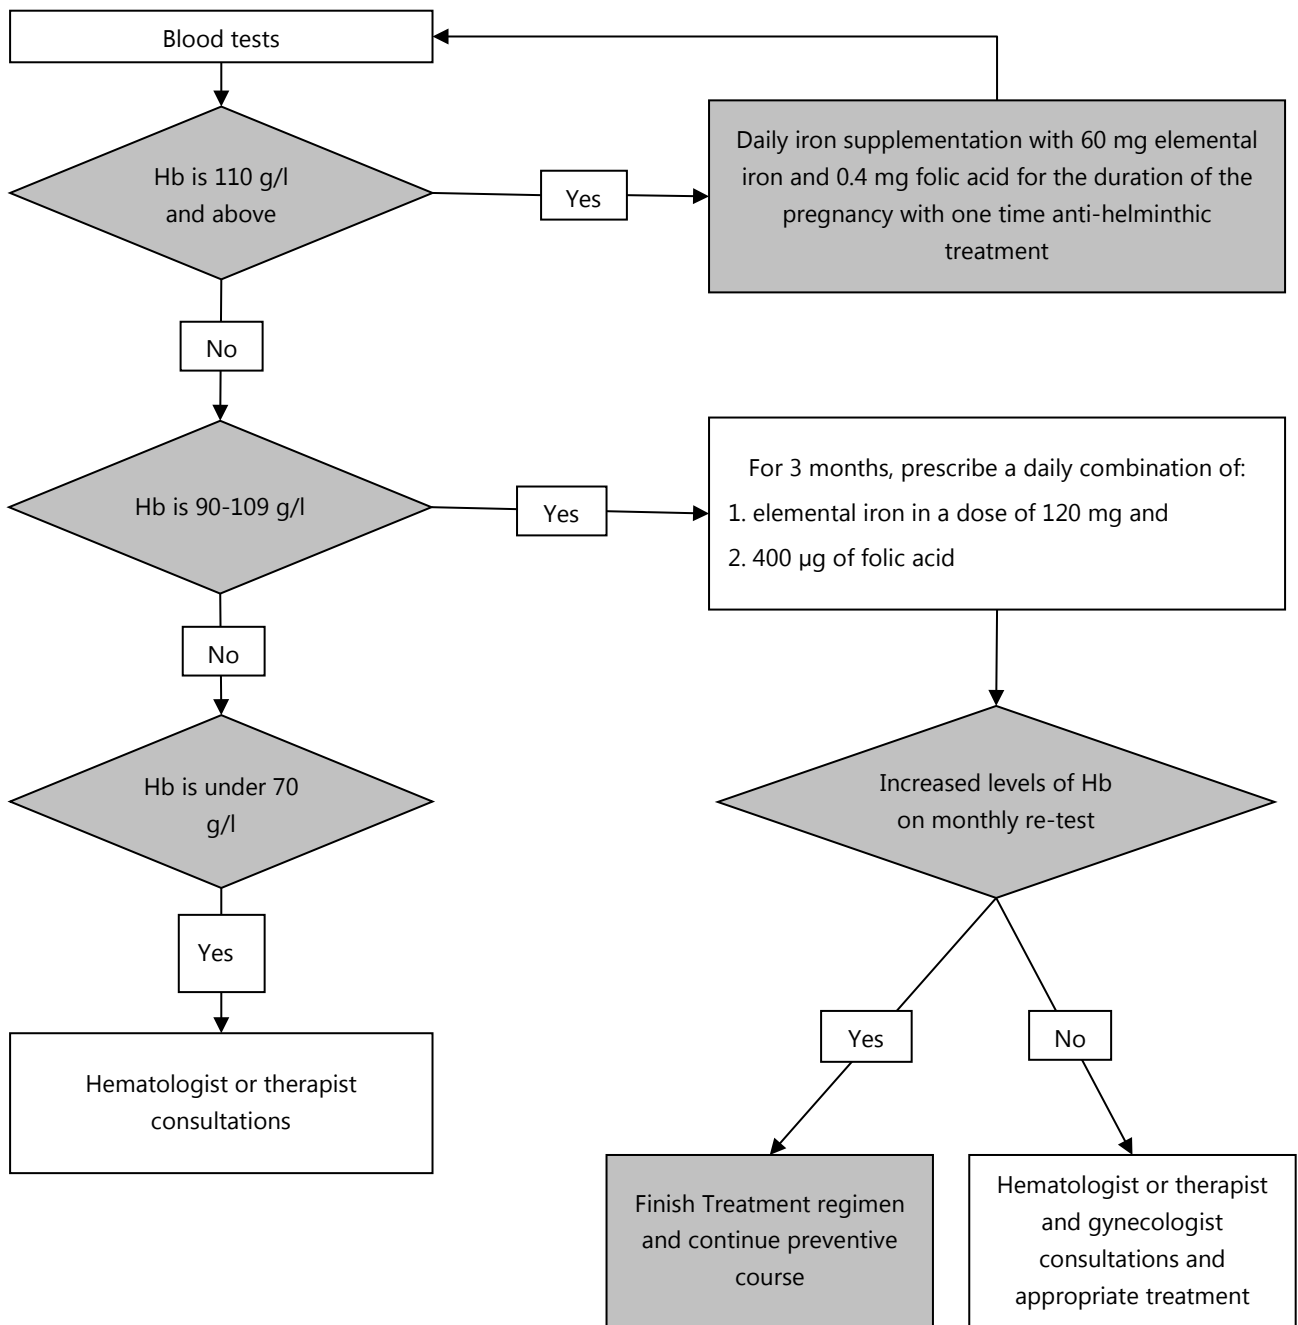 Blood tests
Hb is 110 g/l
and above
Yes
Daily iron supplementation with 60 mg elemental
iron and 0.4 mg folic acid for the duration of the
pregnancy with one time anti-helminthic
treatment
No
Hb is 90-109 g/l
Yes
For 3 months, prescribe a daily combination of:
1. elemental iron in a dose of 120 mg and
2. 400 µg of folic acid
No
Hb is under 70
g/l
Increased levels of Hb
on monthly re-test
Yes
Hematologist or therapist
consultations
Yes
No
Finish Treatment regimen
and continue preventive
course
Hematologist or therapist
and gynecologist
consultations and
appropriate treatment